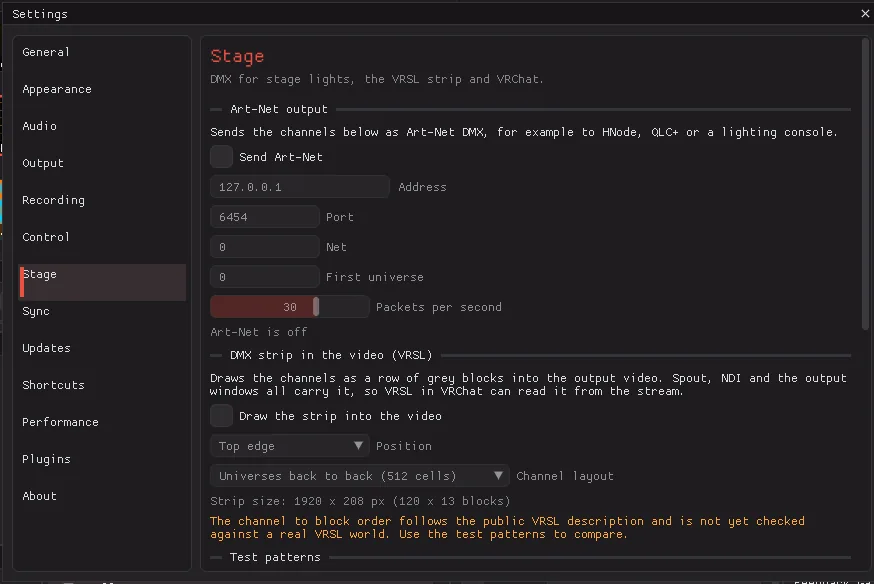 Settings
General
Appearance
Audio
Output
Recording
Control
Stage
Sync
Updates
Shortcuts
Performance
Plugins
About
Stage
DMX for stage lights, the VRSL strip and VRChat.
Art-Net output
Sends the channels below as Art-Net DMX, for example to HNode, QLC+ or a lighting console.
Send Art-Net
127.0.0.1 Address
6454 Port
0 Net
0 First universe
30 Packets per second
Art-Net is off
DMX strip in the video (VRSL)
Draws the channels as a row of grey blocks into the output video. Spout, NDI and the output
windows all carry it, so VRSL in VRChat can read it from the stream.
Draw the strip into the video
Top edge Position
Universes back to back (512 cells) Channel layout
Strip size: 1920 x 208 px (120 x 13 blocks)
The channel to block order follows the public VRSL description and is not yet checked
against a real VRSL world. Use the test patterns to compare.
Test patterns